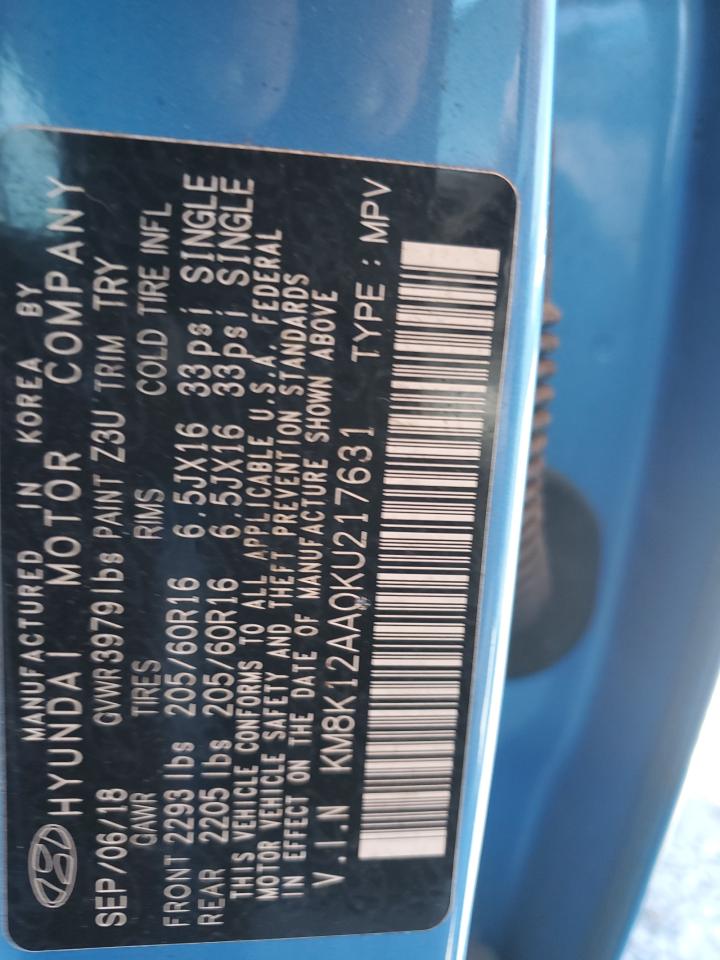 MANUFACTURED IN KOREA BY
HYUNDAI MOTOR COMPANY
SEP/06/18 GVWR 3979 lbs PAINT Z3U TRIM TRY
GAWR TIRES RIMS COLD TIRE INFL
FRONT 2293 lbs 205/60R16 6.5JX16 33psi SINGLE
REAR 2205 lbs 205/60R16 6.5JX16 33psi SINGLE
THIS VEHICLE CONFORMS TO ALL APPLICABLE U.S.A. FEDERAL
MOTOR VEHICLE SAFETY AND THEFT PREVENTION STANDARDS
IN EFFECT ON THE DATE OF MANUFACTURE SHOWN ABOVE
V.I.N KM8K12AA0KU217631 TYPE : MPV